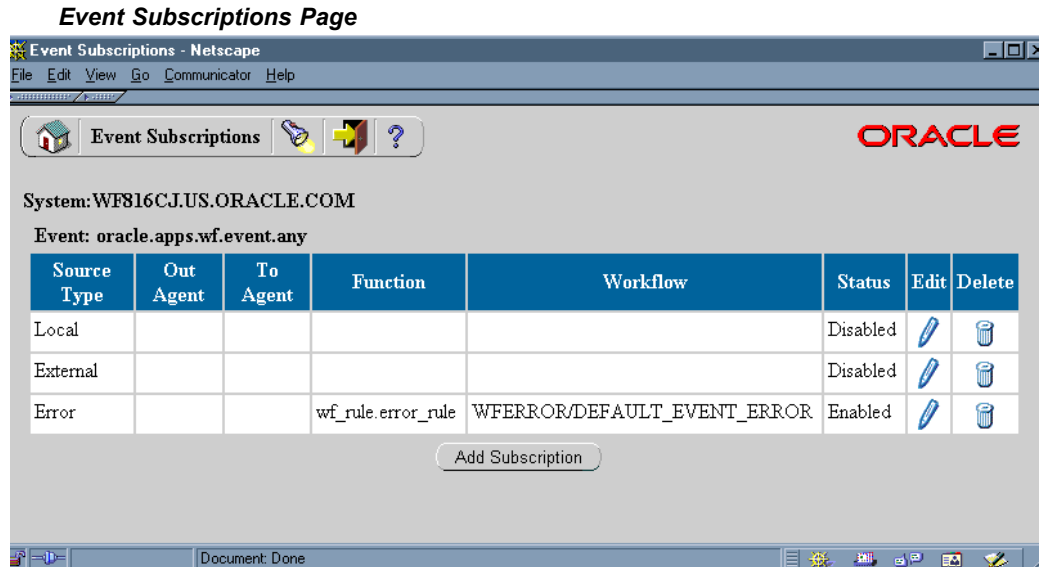 Event Subscriptions Page
Event Subscriptions - Netscape
File Edit View Go Communicator Help
Event Subscriptions ?
ORACLE
System:WF816CJ.US.ORACLE.COM
Event: oracle.apps.wf.event.any
Source Type Out Agent To Agent Function Workflow Status Edit Delete
Local Disabled
External Disabled
Error wf_rule.error_rule WFERROR/DEFAULT_EVENT_ERROR Enabled
Add Subscription
Document: Done